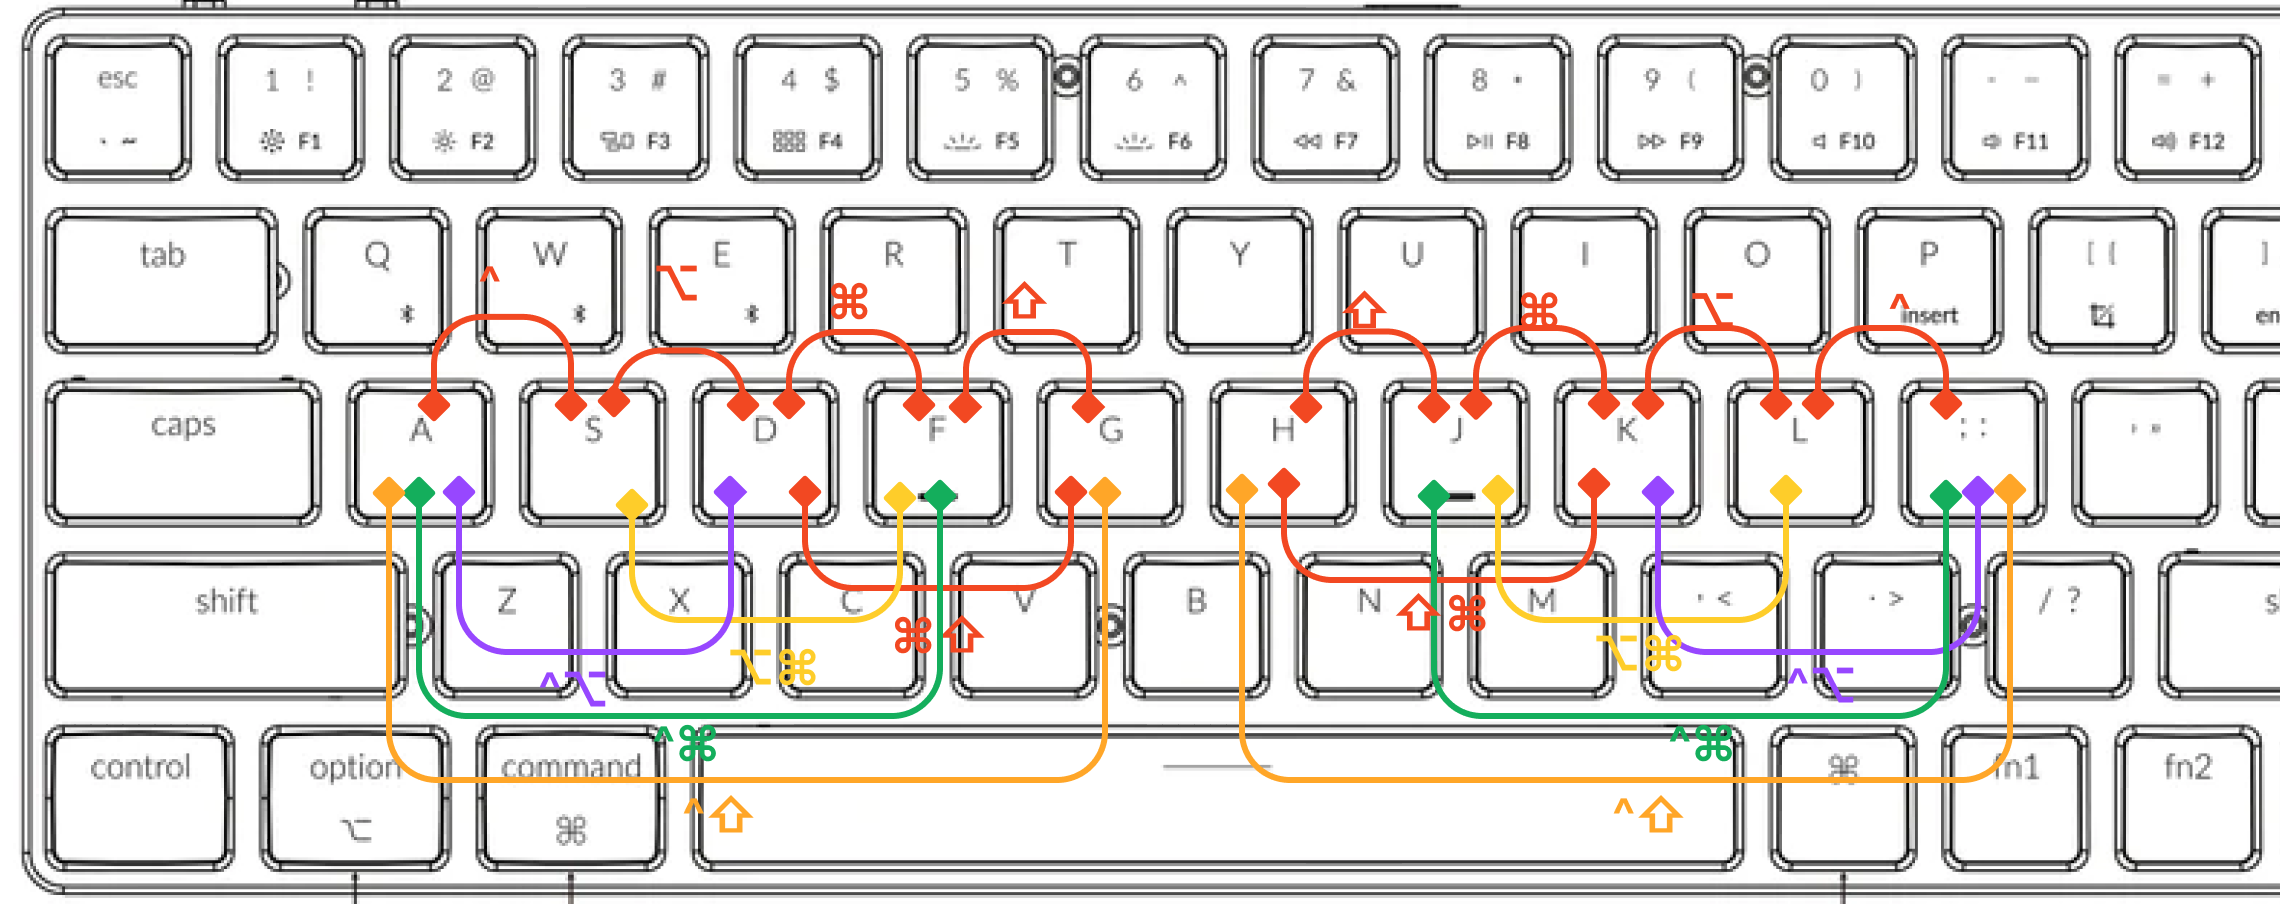 esc 1 ! 2 @ 3 # 4 $ 5 % 6 ^ 7 & 8 • 9 ( 0 ) - – = +
` ~ F1 F2 F3 F4 F5 F6 F7 F8 F9 F10 F11 F12
tab Q W E R T Y U I O P [ { ]
^ ⌥ ⌘ ⇧ ⇧ ⌘ ⌥ ^
insert en
caps A S D F G H J K L ; : ' "
shift Z X C V B N M , < . > / ? s
⌘⇧ ⇧⌘
⌥⌘ ⌥⌘
^⌥ ^⌥
^⌘ ^⌘
control option command ⌘ fn1 fn2
^⇧ ^⇧
⌥ ⌘